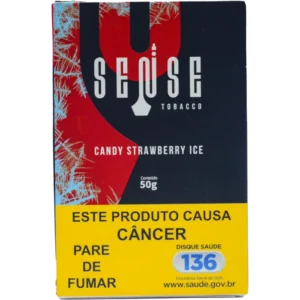 SENSE
TOBACCO
CANDY STRAWBERRY ICE
Conteúdo
50g
ESTE PRODUTO CAUSA
CÂNCER
PARE
DE
FUMAR
DISQUE SAÚDE
136
www.saude.gov.br